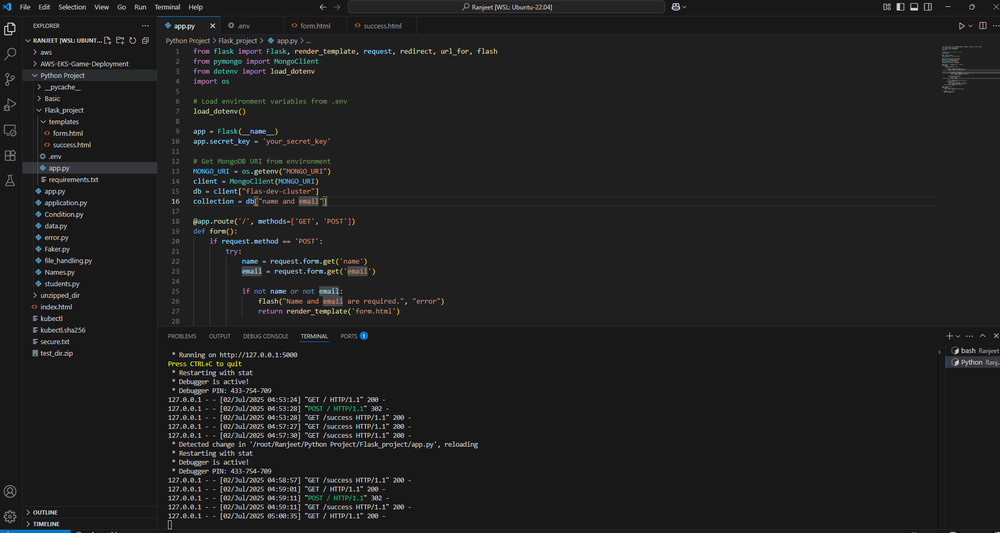 File Edit Selection View Go Run Terminal Help
Ranjeet [WSL: Ubuntu-22.04]
EXPLORER
RANJEET [WSL: UBUNT...
aws
AWS-EKS-Game-Deployment
Python Project
__pycache__
Basic
Flask_project
templates
form.html
success.html
.env
app.py
requirements.txt
app.py
application.py
Condition.py
data.py
error.py
Faker.py
file_handling.py
Names.py
students.py
unzipped_dir
index.html
kubectl
kubectl.sha256
secure.txt
test_dir.zip
OUTLINE
TIMELINE
app.py .env form.html success.html
Python Project > Flask_project > app.py > ...
1 from flask import Flask, render_template, request, redirect, url_for, flash
2 from pymongo import MongoClient
3 from dotenv import load_dotenv
4 import os
5
6 # Load environment variables from .env
7 load_dotenv()
8
9 app = Flask(__name__)
10 app.secret_key = 'your_secret_key'
11
12 # Get MongoDB URI from environment
13 MONGO_URI = os.getenv("MONGO_URI")
14 client = MongoClient(MONGO_URI)
15 db = client["flas-dev-cluster"]
16 collection = db["name and email"]
17
18 @app.route('/', methods=['GET', 'POST'])
19 def form():
20 if request.method == 'POST':
21 try:
22 name = request.form.get('name')
23 email = request.form.get('email')
24
25 if not name or not email:
26 flash("Name and email are required.", "error")
27 return render_template('form.html')
28
PROBLEMS OUTPUT DEBUG CONSOLE TERMINAL PORTS 1
* Running on http://127.0.0.1:5000
Press CTRL+C to quit
* Restarting with stat
* Debugger is active!
* Debugger PIN: 433-754-709
127.0.0.1 - - [02/Jul/2025 04:53:24] "GET / HTTP/1.1" 200 -
127.0.0.1 - - [02/Jul/2025 04:53:28] "POST / HTTP/1.1" 302 -
127.0.0.1 - - [02/Jul/2025 04:53:28] "GET /success HTTP/1.1" 200 -
127.0.0.1 - - [02/Jul/2025 04:57:27] "GET /success HTTP/1.1" 200 -
127.0.0.1 - - [02/Jul/2025 04:57:30] "GET /success HTTP/1.1" 200 -
* Detected change in '/root/Ranjeet/Python Project/Flask_project/app.py', reloading
* Restarting with stat
* Debugger is active!
* Debugger PIN: 433-754-709
127.0.0.1 - - [02/Jul/2025 04:58:57] "GET /success HTTP/1.1" 200 -
127.0.0.1 - - [02/Jul/2025 04:59:01] "GET / HTTP/1.1" 200 -
127.0.0.1 - - [02/Jul/2025 04:59:11] "POST / HTTP/1.1" 302 -
127.0.0.1 - - [02/Jul/2025 04:59:11] "GET /success HTTP/1.1" 200 -
127.0.0.1 - - [02/Jul/2025 05:00:35] "GET / HTTP/1.1" 200 -
bash Ranjeet
Python Ranj...